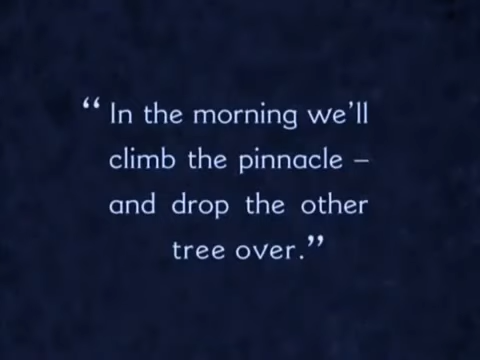 “In the morning we’ll
climb the pinnacle –
and drop the other
tree over.”